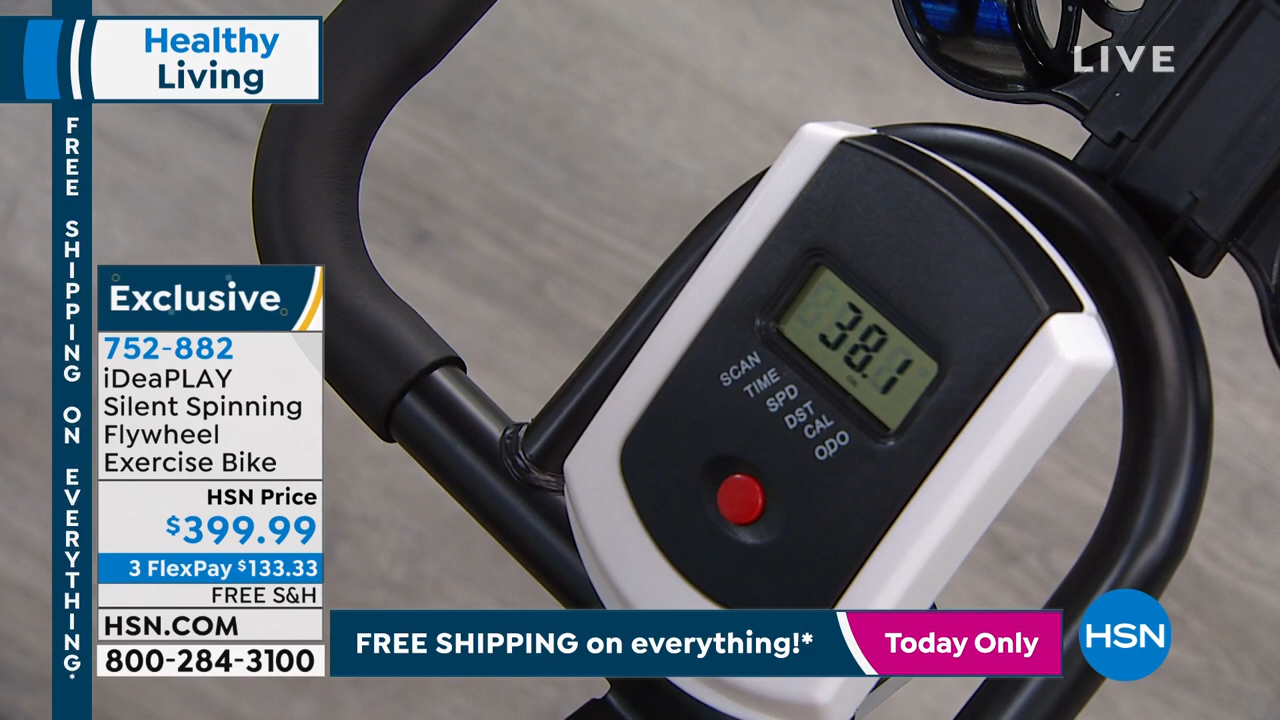 Healthy
Living
LIVE
FREE SHIPPING ON EVERYTHING!*
Exclusive
752-882
iDeaPLAY
Silent Spinning
Flywheel
Exercise Bike
HSN Price
$399.99
3 FlexPay $133.33
FREE S&H
HSN.COM
800-284-3100
38.1
SCAN
TIME
SPD
DST
CAL
ODO
FREE SHIPPING on everything!*
Today Only
HSN